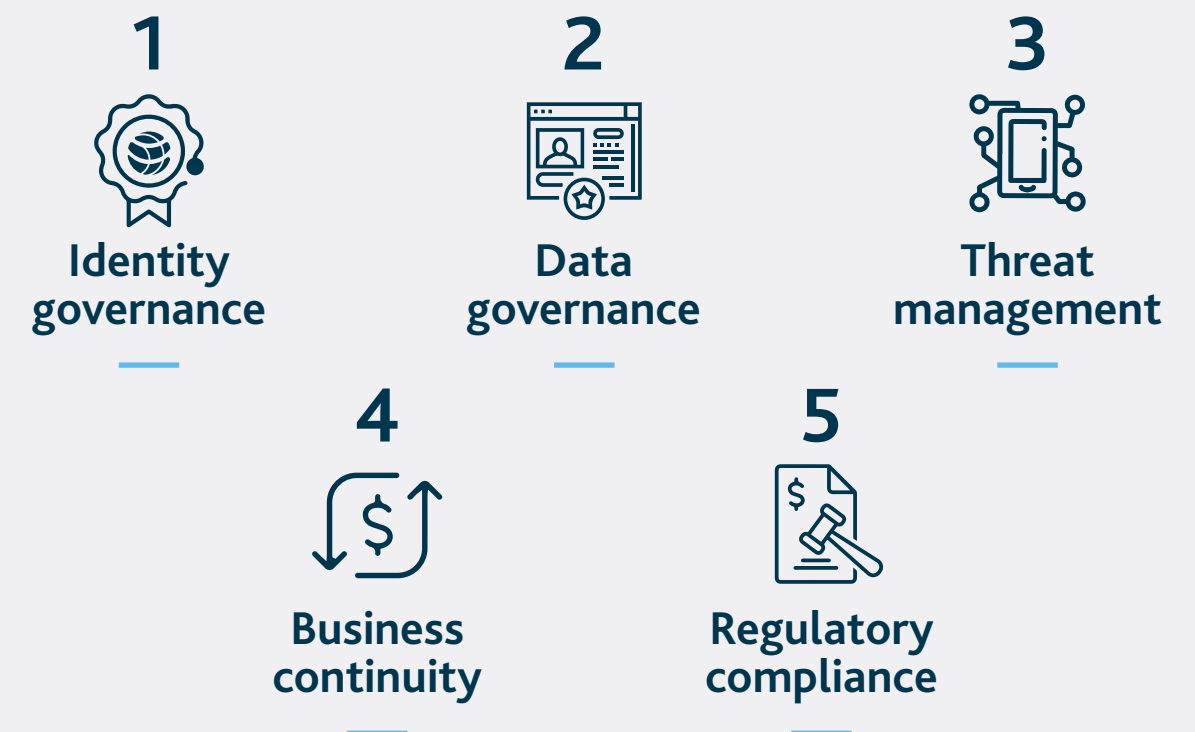 1
Identity
governance
2
Data
governance
3
Threat
management
4
$
Business
continuity
5
$
Regulatory
compliance